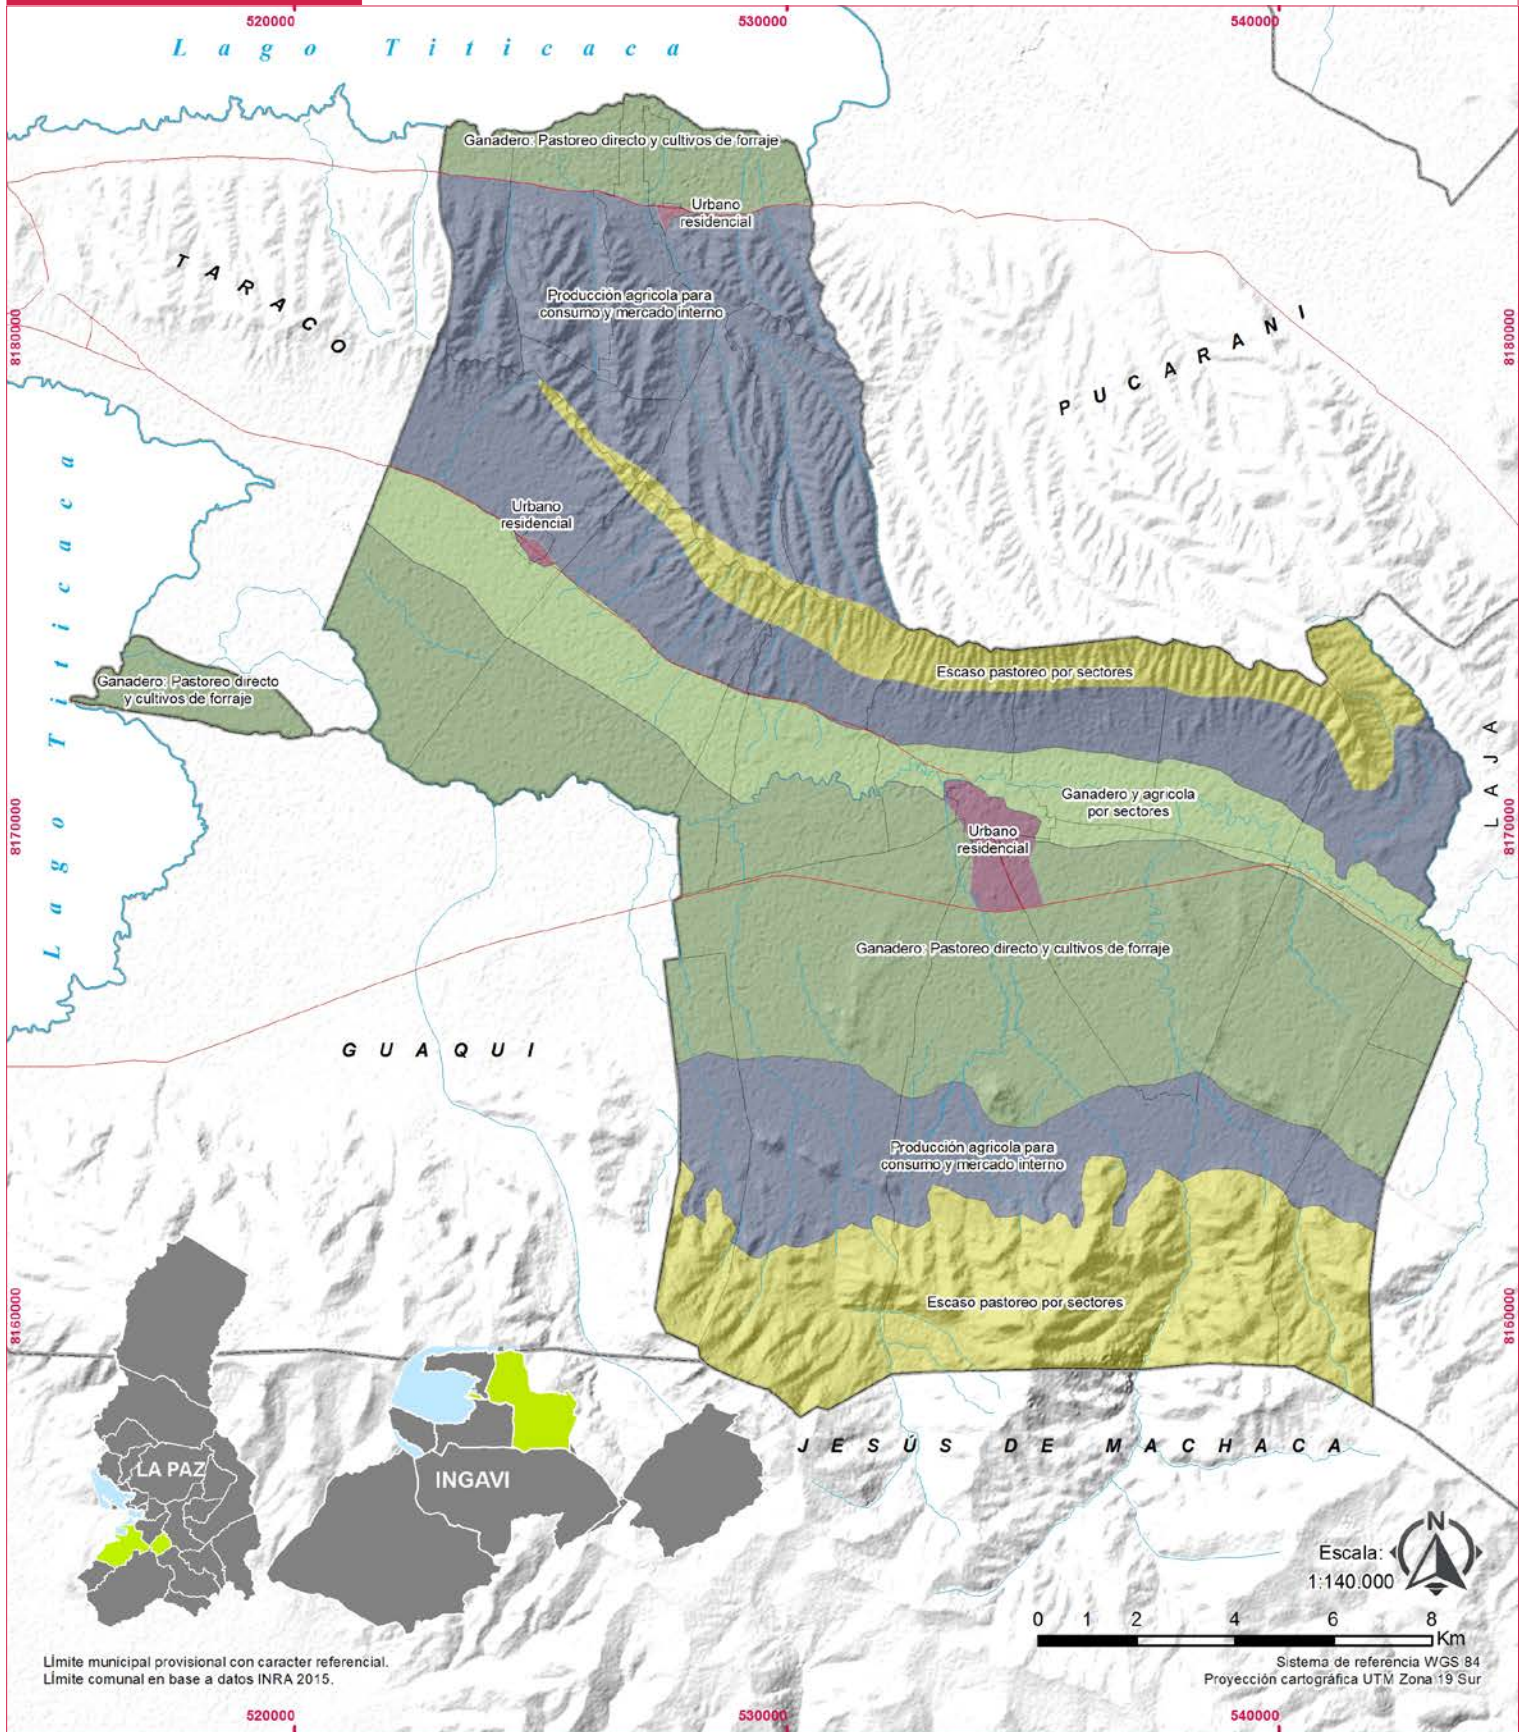 520000
530000
540000
Lago Titicaca
Ganadero: Pastoreo directo y cultivos de forraje
Urbano
residencial
TARACO
Producción agricola para
consumo y mercado interno
PUCARANI
8180000
8180000
Lago Titicaca
Urbano
residencial
Ganadero: Pastoreo directo
y cultivos de forraje
Escaso pastoreo por sectores
LAJA
Ganadero y agricola
por sectores
Urbano
residencial
8170000
8170000
Ganadero: Pastoreo directo y cultivos de forraje
GUAQUI
Producción agricola para
consumo y mercado interno
Escaso pastoreo por sectores
8160000
8160000
JESÚS DE MACHACA
LA PAZ
INGAVI
N
Escala:
1:140.000
0 1 2 4 6 8
Km
Límite municipal provisional con caracter referencial.
Límite comunal en base a datos INRA 2015.
Sistema de referencia WGS 84
Proyección cartográfica UTM Zona 19 Sur
520000
530000
540000